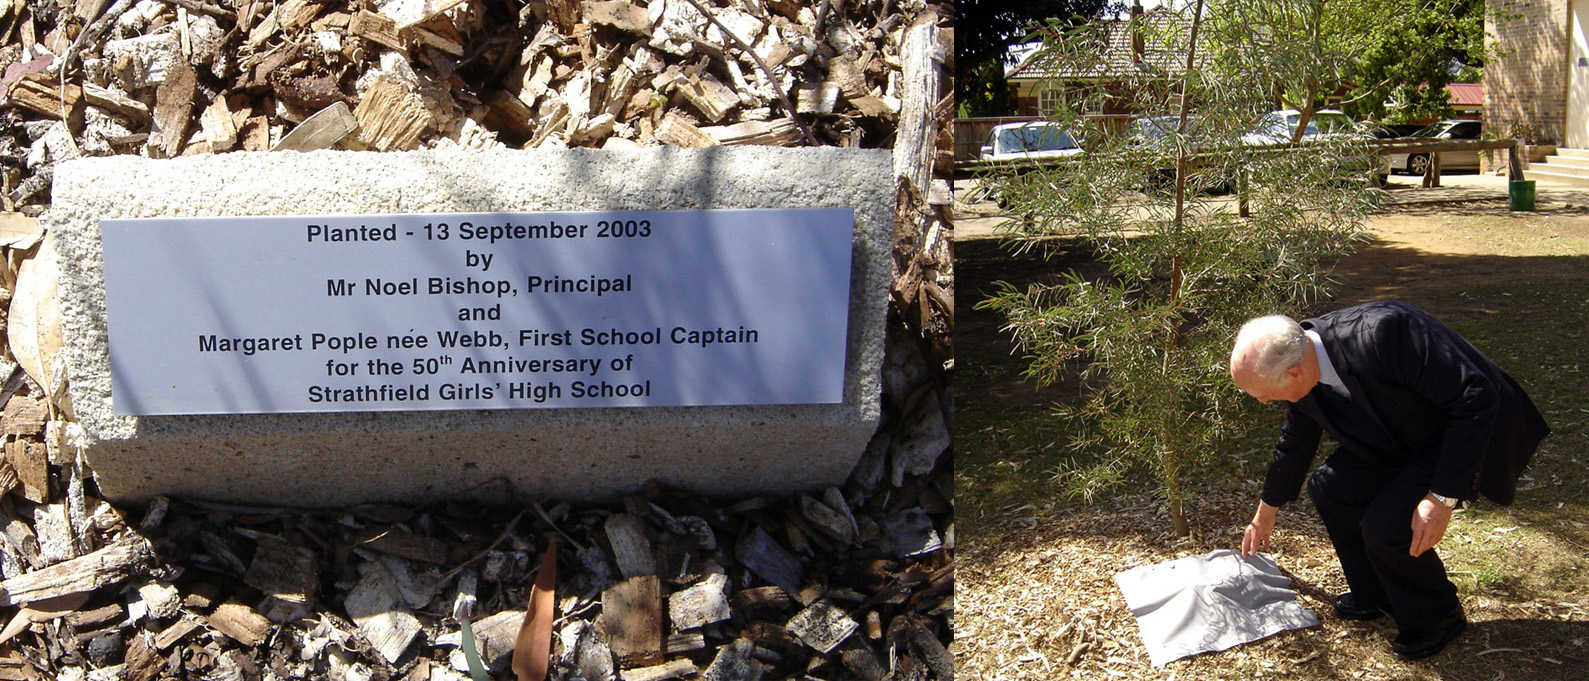 Planted - 13 September 2003
by
Mr Noel Bishop, Principal
and
Margaret Pople née Webb, First School Captain
for the 50th Anniversary of
Strathfield Girls' High School